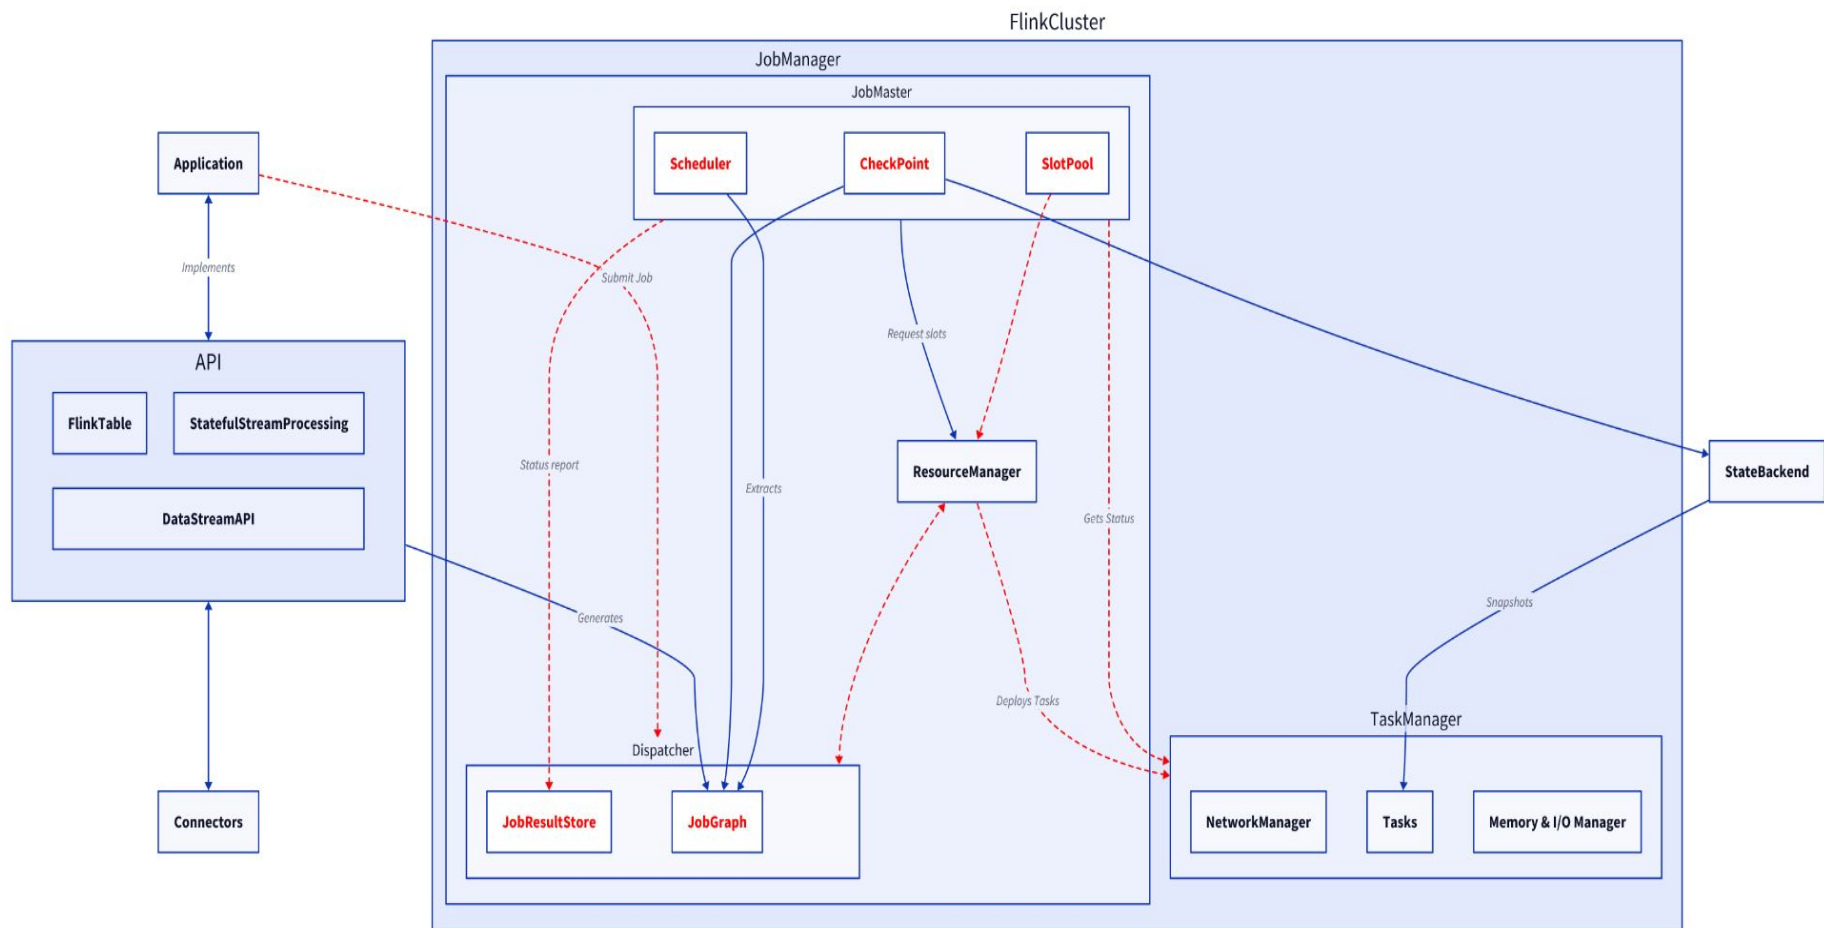 FlinkCluster
JobManager
JobMaster
Application
Scheduler
CheckPoint
SlotPool
Implements
Submit Job
Request slots
API
FlinkTable
StatefulStreamProcessing
Status report
Extracts
ResourceManager
StateBackend
DataStreamAPI
Gets Status
Generates
Snapshots
Deploys Tasks
TaskManager
Dispatcher
Connectors
JobResultStore
JobGraph
NetworkManager
Tasks
Memory & I/O Manager